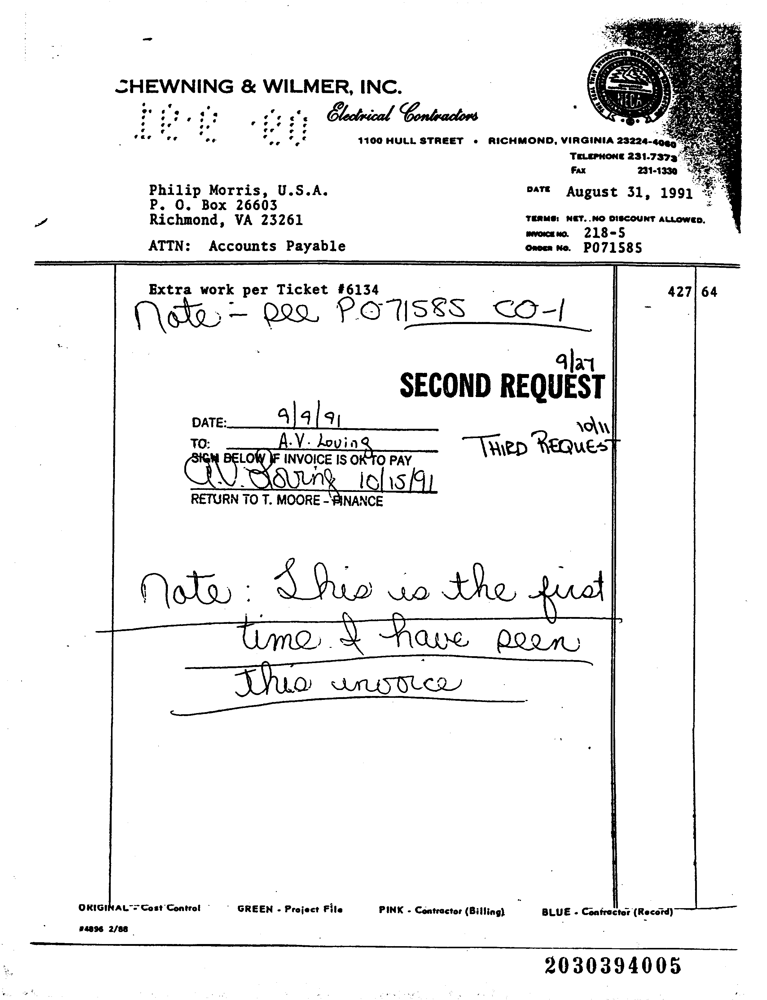 CHEWNING & WILMER, INC.
Electrical Contractors
1100 HULL STREET • RICHMOND, VIRGINIA 23224-4060
TELEPHONE 231-7373
FAX 231-1330
DATE August 31, 1991
Philip Morris, U.S.A.
P. O. Box 26603
Richmond, VA 23261
TERMS: NET..NO DISCOUNT ALLOWED.
INVOICE NO. 218-5
ATTN: Accounts Payable
ORDER NO. P071585
Extra work per Ticket #6134 427 64
Note - see P.O 71585 CO-1
9/27
SECOND REQUEST
DATE: 9/9/91
10/11
TO: A.V. Loving
THIRD REQUEST
SIGN BELOW IF INVOICE IS OK TO PAY
A.V. Loving 10/15/91
RETURN TO T. MOORE - FINANCE
Note: This is the first
time I have seen
this invoice
ORIGINAL - Cost Control GREEN - Project File PINK - Contractor (Billing) BLUE - Contractor (Record)
#4896 2/88
2030394005